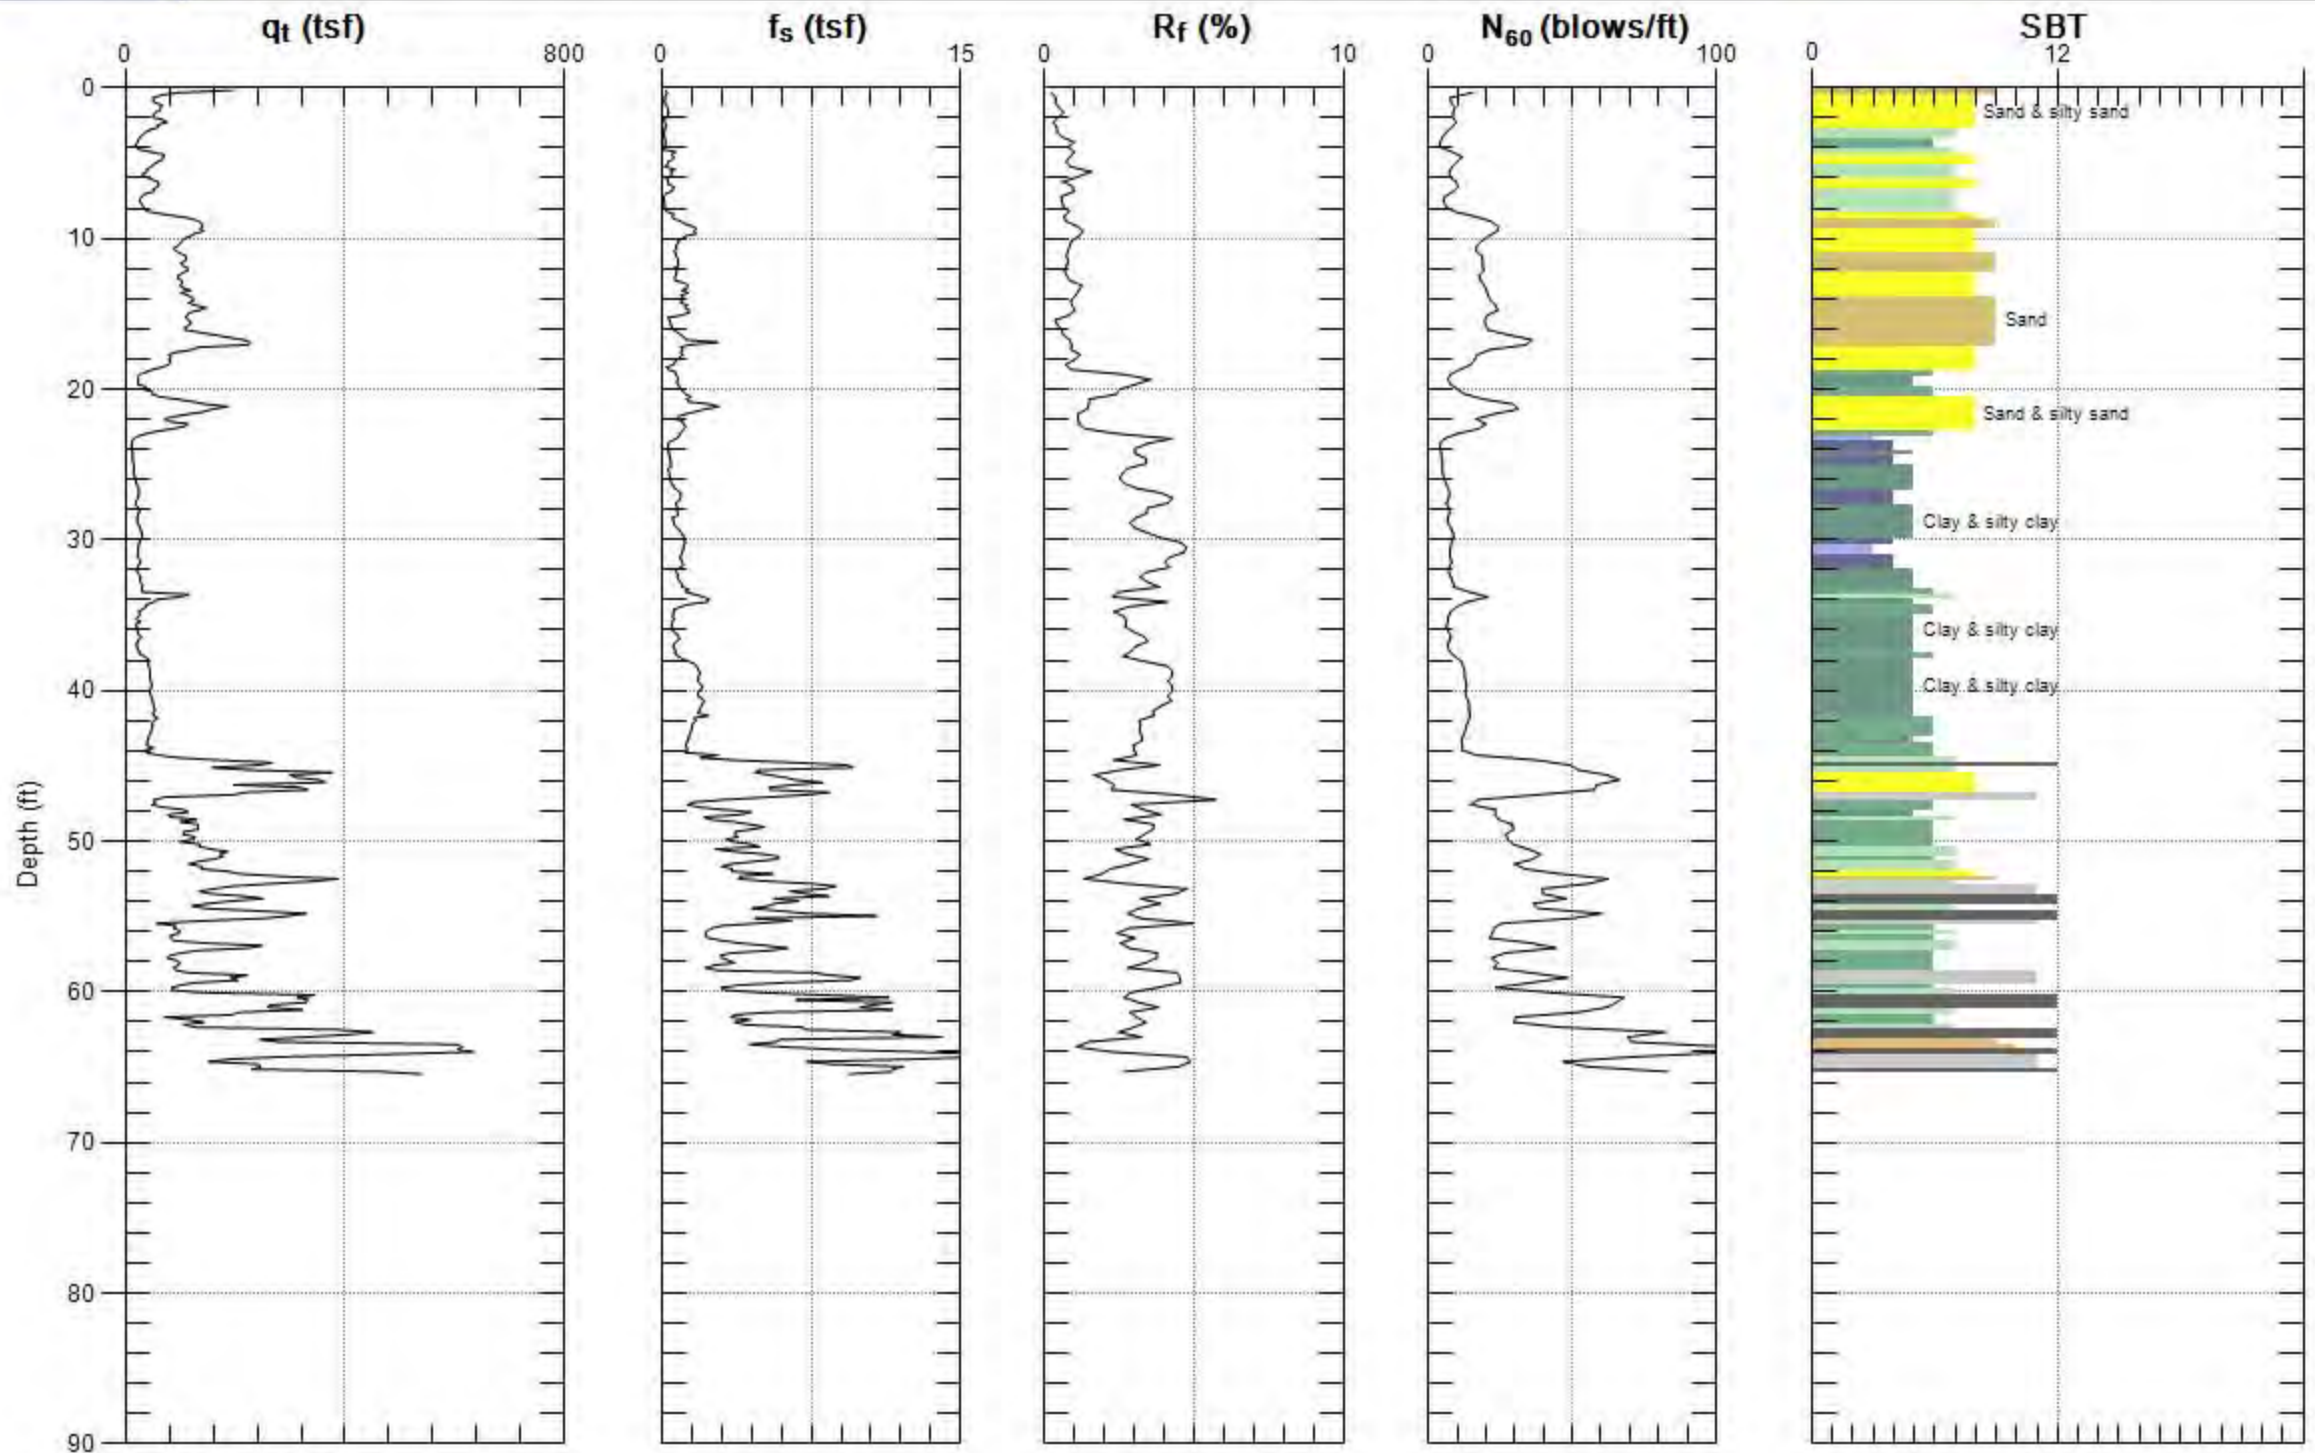 qt (tsf) fs (tsf) Rf (%) N60 (blows/ft) SBT
0 800 0 15 0 10 0 100 0 12
0
Sand & silty sand
10
Sand
20
Sand & silty sand
Clay & silty clay
30
Clay & silty clay
40
Clay & silty clay
Depth (ft)
50
60
70
80
90